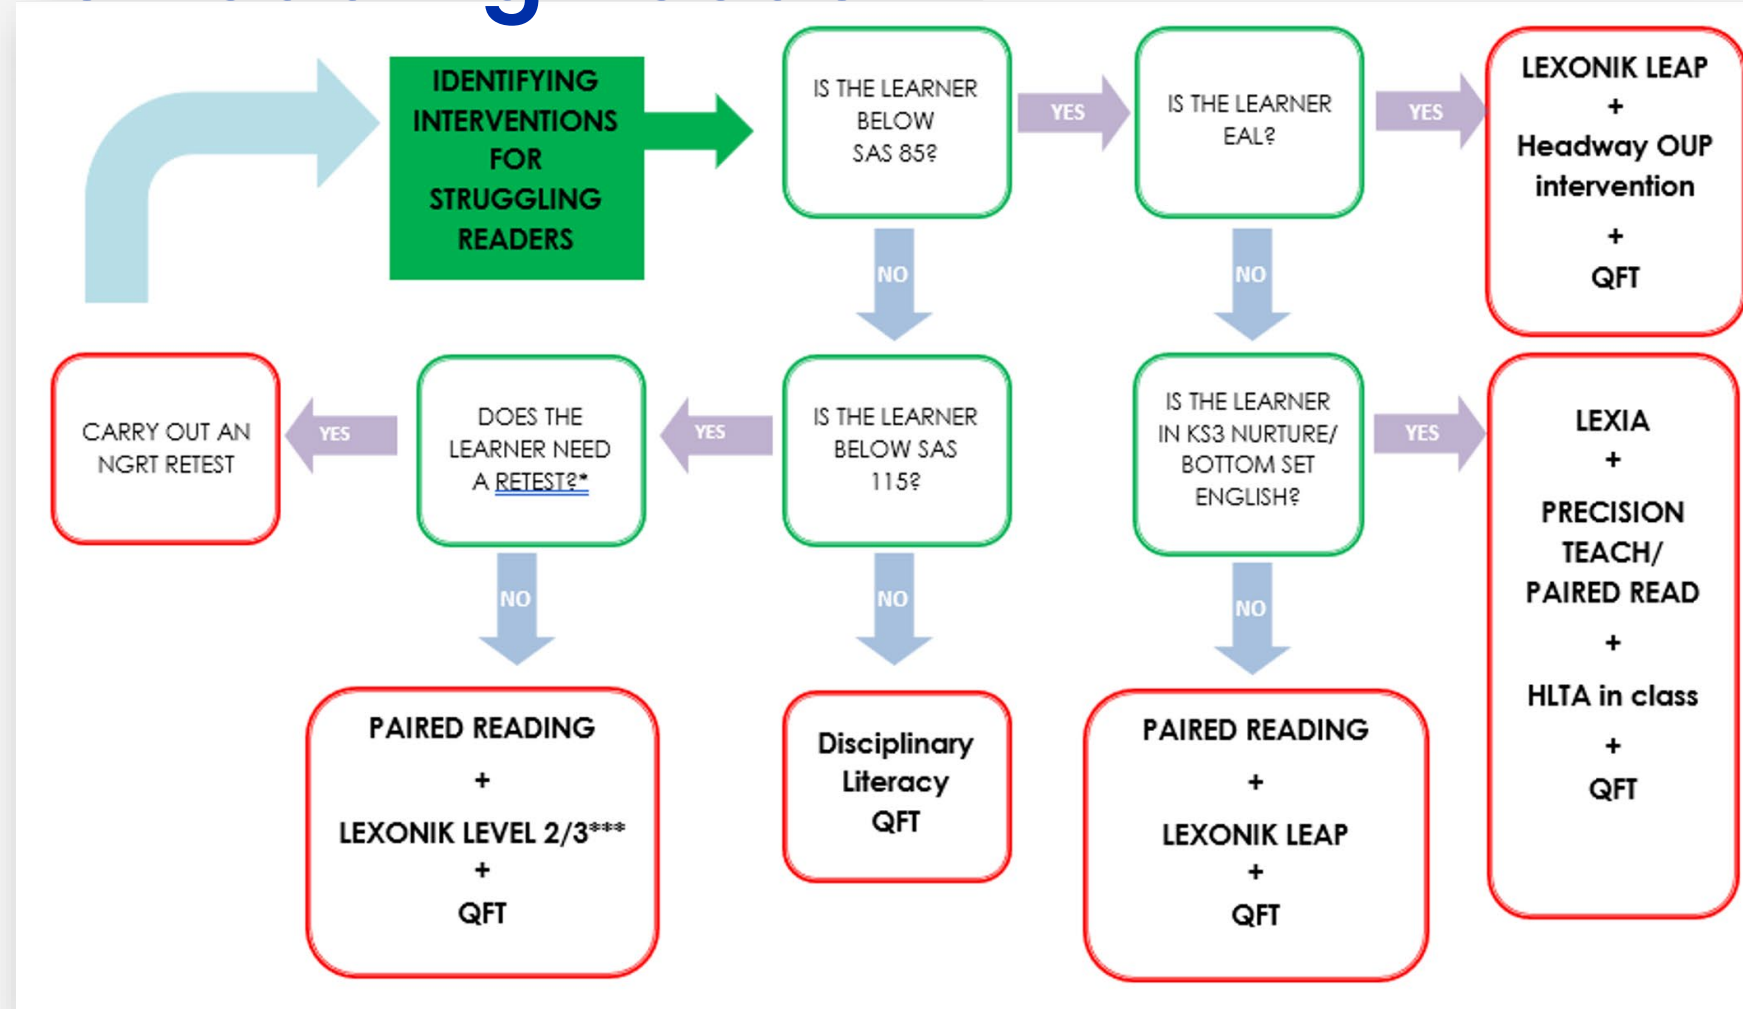 IDENTIFYING
INTERVENTIONS
FOR
STRUGGLING
READERS
IS THE LEARNER
BELOW
SAS 85?
YES
IS THE LEARNER
EAL?
YES
LEXONIK LEAP
+
Headway OUP
intervention
+
QFT
NO
NO
CARRY OUT AN
NGRT RETEST
YES
DOES THE
LEARNER NEED
A RETEST?*
YES
IS THE LEARNER
BELOW SAS
115?
IS THE LEARNER
IN KS3 NURTURE/
BOTTOM SET
ENGLISH?
YES
LEXIA
+
PRECISION
TEACH/
PAIRED READ
+
HLTA in class
+
QFT
NO
NO
NO
PAIRED READING
+
LEXONIK LEVEL 2/3***
+
QFT
Disciplinary
Literacy
QFT
PAIRED READING
+
LEXONIK LEAP
+
QFT